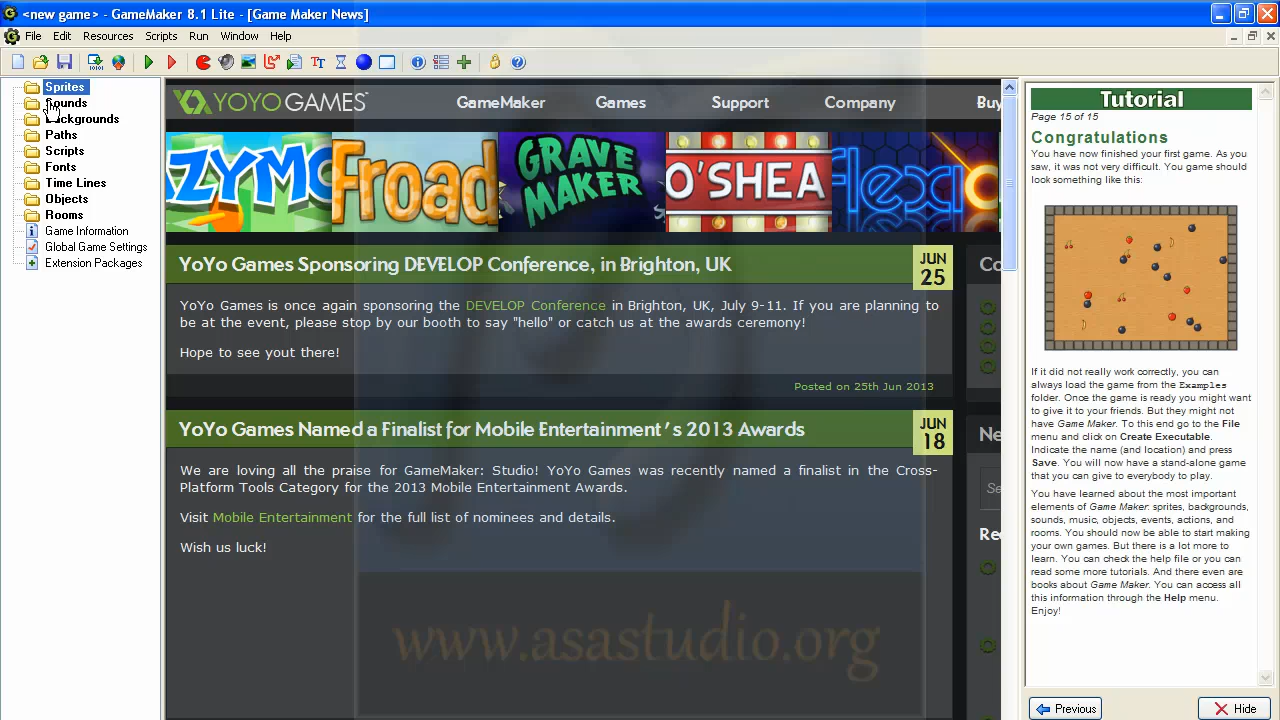 <new game> - GameMaker 8.1 Lite - [Game Maker News]
File Edit Resources Scripts Run Window Help
Sprites
Sounds
Backgrounds
Paths
Scripts
Fonts
Time Lines
Objects
Rooms
Game Information
Global Game Settings
Extension Packages
YOYO GAMES™
GameMaker Games Support Company Buy
Froad
GRAVE MAKER
O'SHEA
YoYo Games Sponsoring DEVELOP Conference, in Brighton, UK
JUN 25
YoYo Games is once again sponsoring the DEVELOP Conference in Brighton, UK, July 9-11. If you are planning to
be at the event, please stop by our booth to say "hello" or catch us at the awards ceremony!
Hope to see yout there!
Posted on 25th Jun 2013
YoYo Games Named a Finalist for Mobile Entertainment's 2013 Awards
JUN 18
We are loving all the praise for GameMaker: Studio! YoYo Games was recently named a finalist in the Cross-
Platform Tools Category for the 2013 Mobile Entertainment Awards.
Visit Mobile Entertainment for the full list of nominees and details.
Wish us luck!
www.asastudio.org
Tutorial
Page 15 of 15
Congratulations
You have now finished your first game. As you
saw, it was not very difficult. You game should
look something like this:
If it did not really work correctly, you can
always load the game from the Examples
folder. Once the game is ready you might want
to give it to your friends. But they might not
have Game Maker. To this end go to the File
menu and click on Create Executable.
Indicate the name (and location) and press
Save. You will now have a stand-alone game
that you can give to everybody to play.
You have learned about the most important
elements of Game Maker: sprites, backgrounds,
sounds, music, objects, events, actions, and
rooms. You should now be able to start making
your own games. But there is a lot more to
learn. You can check the help file or you can
read some more tutorials. And there even are
books about Game Maker. You can access all
this information through the Help menu.
Enjoy!
Previous Hide